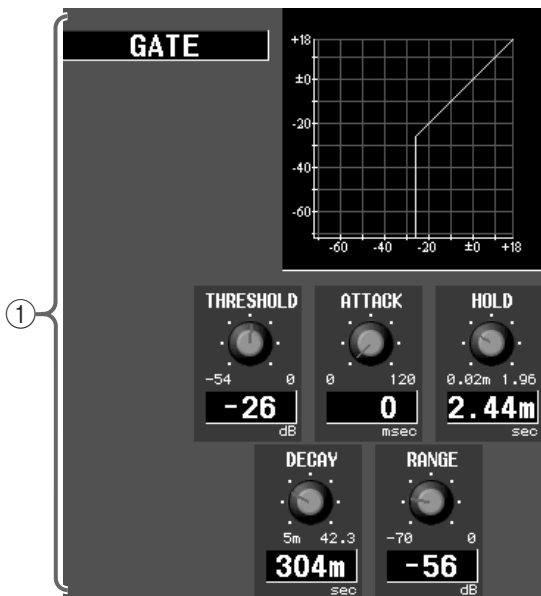 GATE
+18
±0
-20
-40
-60
-60 -40 -20 ±0 +18
1
THRESHOLD ATTACK HOLD
-54 0 0 120 0.02m 1.96
-26 0 2.44m
dB msec sec
DECAY RANGE
5m 42.3 -70 0
304m -56
sec dB